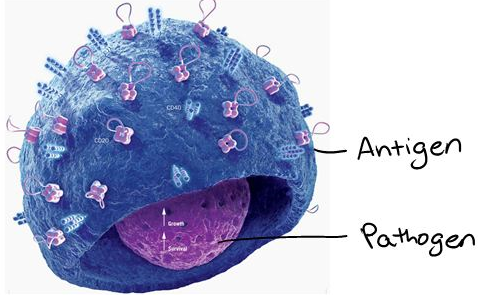 CD40
Antigen
CD20
Growth
Survival
Pathogen